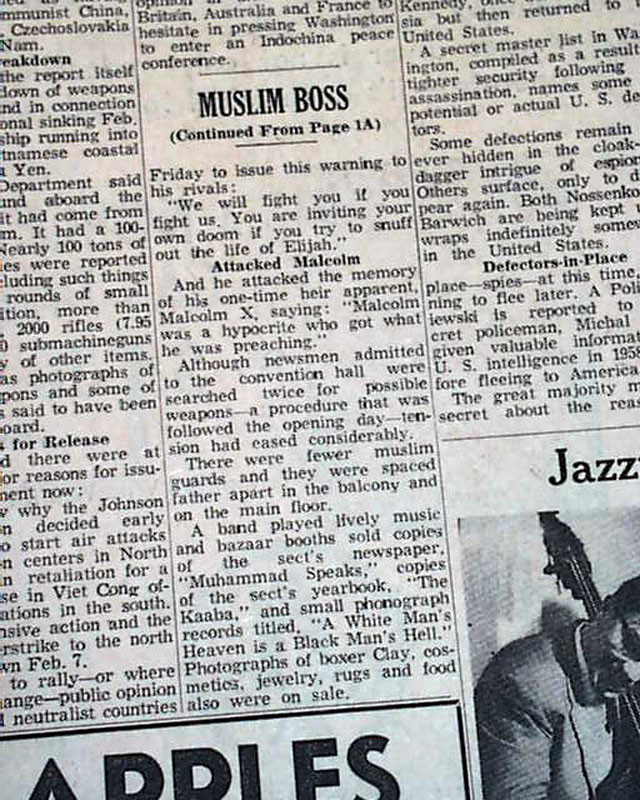 mmunist China,
Czechoslovakia
Nam.
eakdown
the report itself
down of weapons
nd in connection
onal sinking Feb.
ship running into
tnamese coastal
a Yen.
Department said
und aboard the
it had come from
m. It had a 100-
Nearly 100 tons of
ies were reported
cluding such things
rounds of small
ition, more than
2000 rifles (7.95
0 submachineguns
y of other items.
as photographs of
pons and some of
s said to have been
board.
s for Release
d there were at
or reasons for issu-
ment now:
w why the Johnson
n decided early
o start air attacks
n centers in North
in retaliation for a
se in Viet Cong of-
ations in the south.
nsive action and the
rstrike to the north
wn Feb. 7.
to rally—or where
ange—public opinion
d neutralist countries
opinion in
Britain, Australia and France to
hesitate in pressing Washington
to enter an Indochina peace
conference.
MUSLIM BOSS
(Continued From Page 1A)
Friday to issue this warning to
his rivals:
"We will fight you if you
fight us. You are inviting your
own doom if you try to snuff
out the life of Elijah."
Attacked Malcolm
And he attacked the memory
of his one-time heir apparent,
Malcolm X, saying: "Malcolm
was a hypocrite who got what
he was preaching."
Although newsmen admitted
to the convention hall were
searched twice for possible
weapons—a procedure that was
followed the opening day—ten-
sion had eased considerably.
There were fewer muslim
guards and they were spaced
father apart in the balcony and
on the main floor.
A band played lively music
and bazaar booths sold copies
of the sect's newspaper,
"Muhammad Speaks," copies
of the sect's yearbook, "The
Kaaba," and small phonograph
records titled, "A White Man's
Heaven is a Black Man's Hell."
Photographs of boxer Clay, cos-
metics, jewelry, rugs and food
also were on sale.
Kennedy, once
sia but then returned to
United States.
A secret master list in Wa
ington, compiled as a result
tighter security following
assassination, names some
potential or actual U. S. de
tors.
Some defections remain
ever hidden in the cloak-
dagger intrigue of espion
Others surface, only to d
pear again. Both Nossenko
Barwich are being kept
wraps indefinitely somew
in the United States.
Defectors-in-Place
place—spies—at this time,
ning to flee later. A Poli
iewski is reported to
cret policeman, Michal
given valuable informat
U. S. intelligence in 1958
fore fleeing to America
The great majority
secret about the reas
Jazz
APPLES